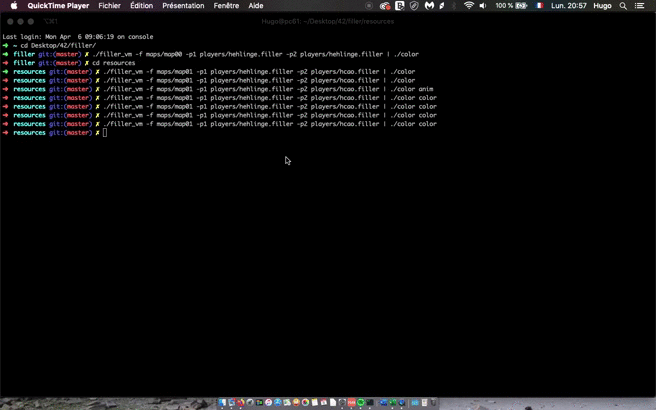 QuickTime Player Fichier Édition Présentation Fenêtre Aide 100 % Lun. 20:57 Hugo
⌥⌘1 Hugo@pc61: ~/Desktop/42/filler/resources
Last login: Mon Apr  6 09:06:19 on console
➜ ~ cd Desktop/42/filler/
➜ filler git:(master) ✗ ./filler_vm -f maps/map00 -p1 players/hehlinge.filler -p2 players/hehlinge.filler | ./color
➜ filler git:(master) ✗ cd resources
➜ resources git:(master) ✗ ./filler_vm -f maps/map01 -p1 players/hehlinge.filler -p2 players/hcao.filler | ./color
➜ resources git:(master) ✗ ./filler_vm -f maps/map01 -p1 players/hehlinge.filler -p2 players/hcao.filler | ./color
➜ resources git:(master) ✗ ./filler_vm -f maps/map01 -p1 players/hehlinge.filler -p2 players/hcao.filler | ./color anim
➜ resources git:(master) ✗ ./filler_vm -f maps/map01 -p1 players/hehlinge.filler -p2 players/hcao.filler | ./color color
➜ resources git:(master) ✗ ./filler_vm -f maps/map01 -p1 players/hehlinge.filler -p2 players/hcao.filler | ./color color
➜ resources git:(master) ✗ ./filler_vm -f maps/map01 -p1 players/hehlinge.filler -p2 players/hcao.filler | ./color color
➜ resources git:(master) ✗ ./filler_vm -f maps/map01 -p1 players/hehlinge.filler -p2 players/hcao.filler | ./color color
➜ resources git:(master) ✗